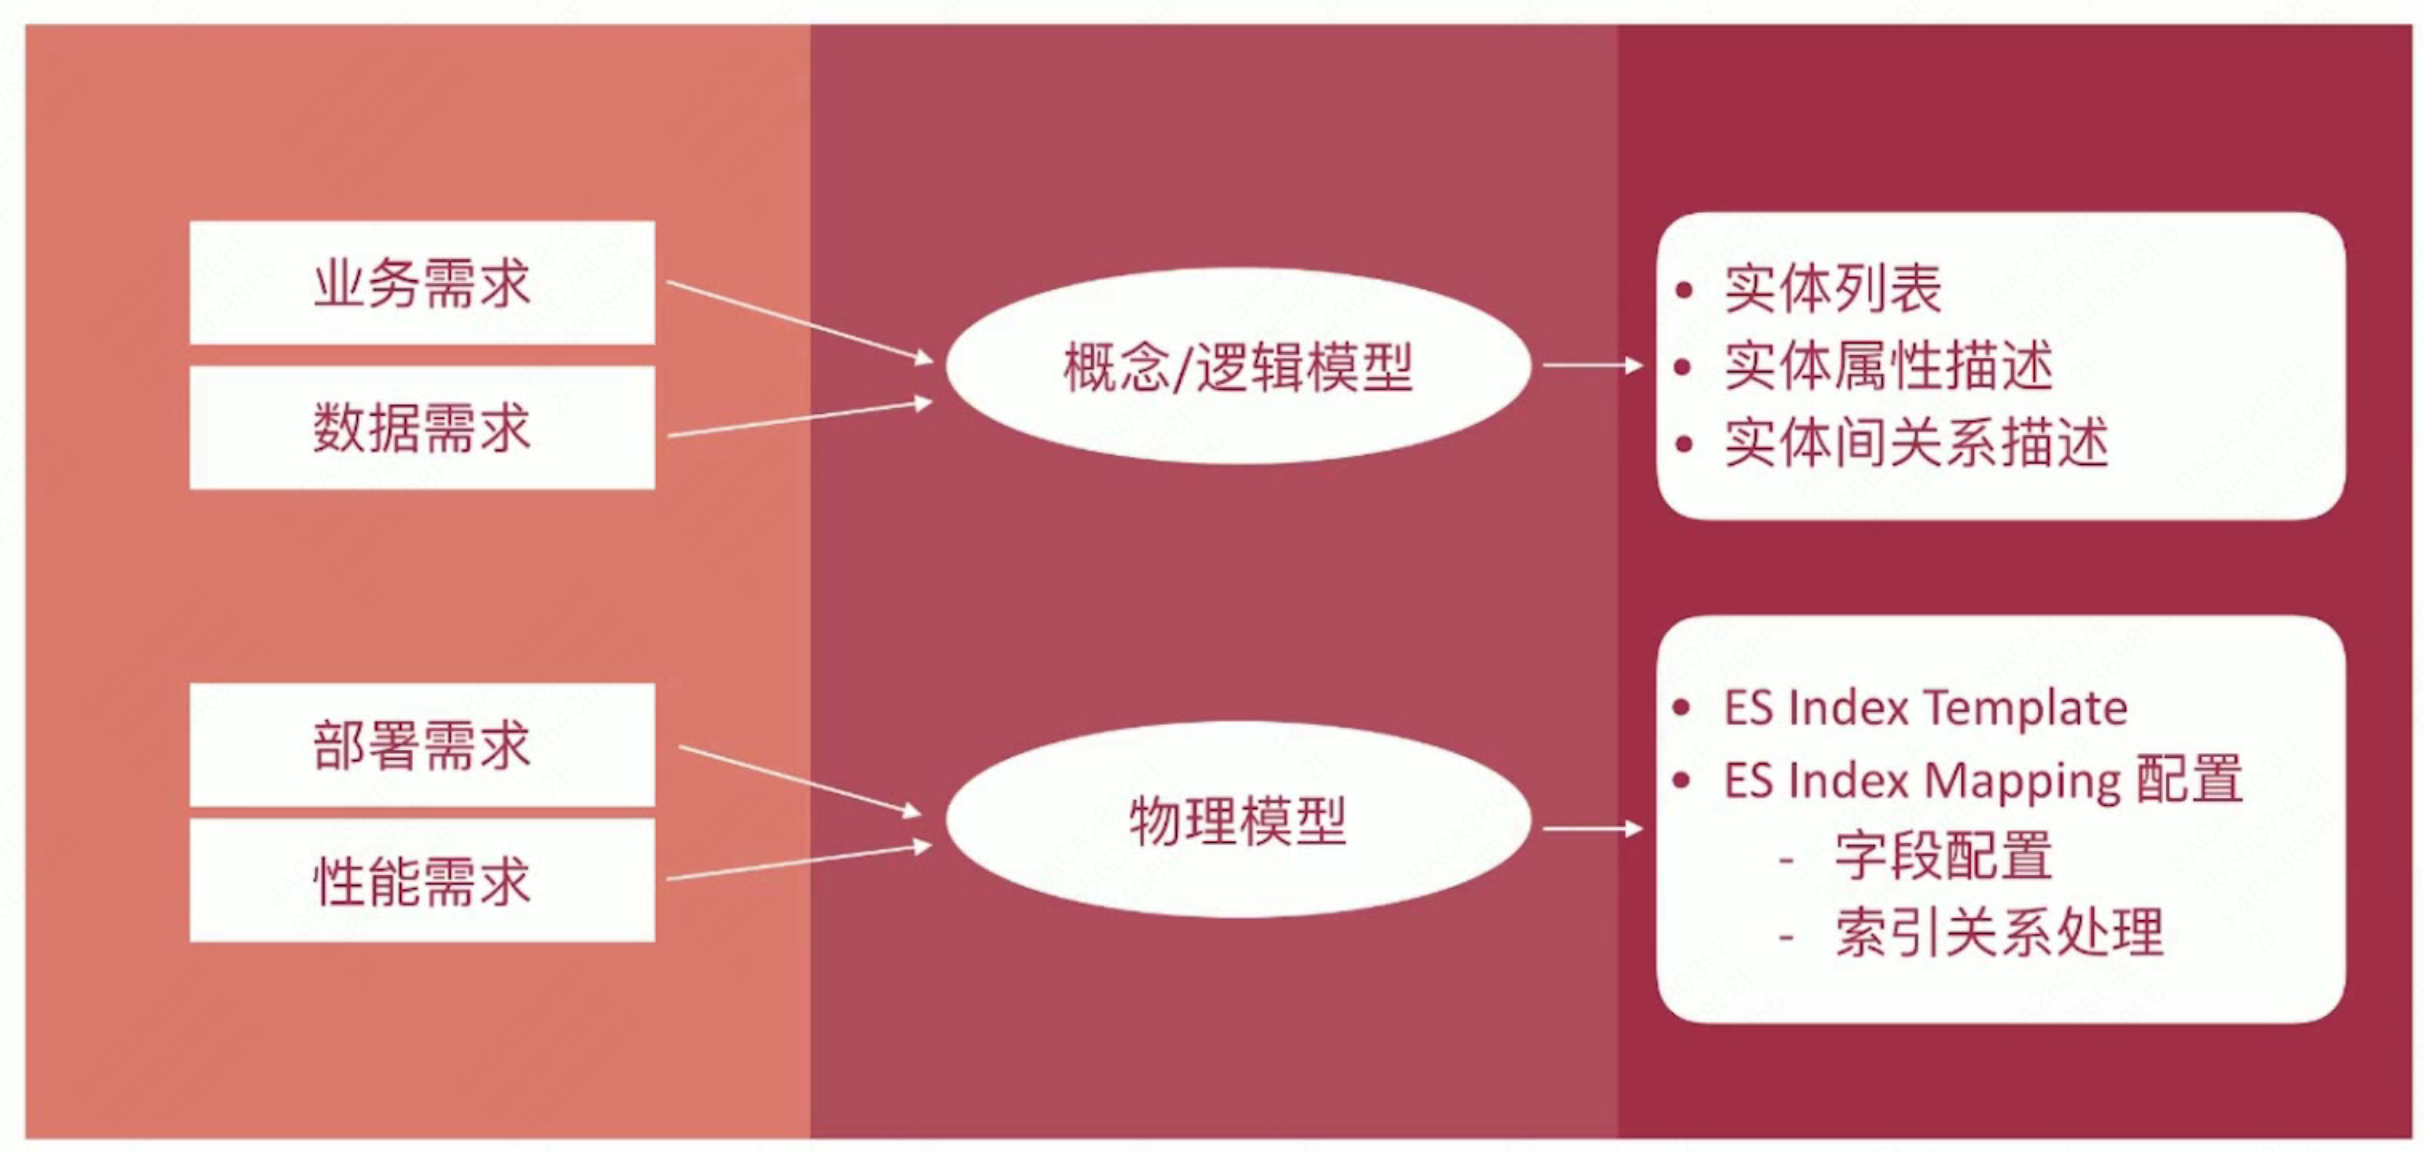 业务需求
数据需求
概念/逻辑模型
• 实体列表
• 实体属性描述
• 实体间关系描述
部署需求
性能需求
物理模型
• ES Index Template
• ES Index Mapping 配置
- 字段配置
- 索引关系处理